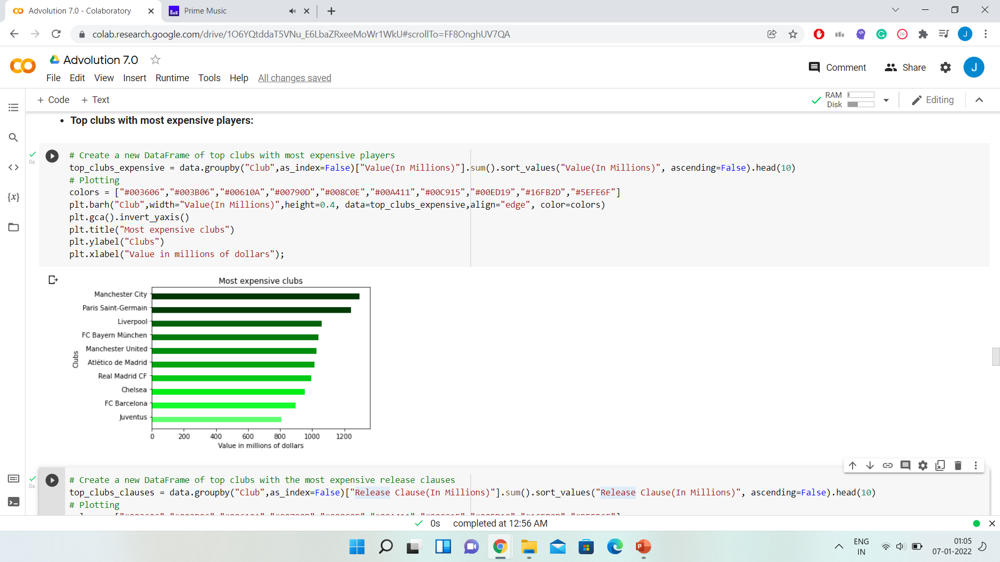 Advolution 7.0 - Colaboratory
Prime Music
colab.research.google.com/drive/1O6YQtddaT5VNu_E6LbaZRxeeMoWr1WkU#scrollTo=FF8OnghUV7QA
J
Advolution 7.0
Comment
Share
J
File Edit View Insert Runtime Tools Help All changes saved
+ Code + Text
RAM
Disk
Editing
• Top clubs with most expensive players:
0s
# Create a new DataFrame of top clubs with most expensive players
top_clubs_expensive = data.groupby("Club",as_index=False)["Value(In Millions)"].sum().sort_values("Value(In Millions)", ascending=False).head(10)
# Plotting
colors = ["#003606","#003B06","#00610A","#00790D","#008C0E","#00A411","#00C915","#00ED19","#16FB2D","#5EFE6F"]
plt.barh("Club",width="Value(In Millions)",height=0.4, data=top_clubs_expensive,align="edge", color=colors)
plt.gca().invert_yaxis()
plt.title("Most expensive clubs")
plt.ylabel("Clubs")
plt.xlabel("Value in millions of dollars");
Most expensive clubs
Manchester City
Paris Saint-Germain
Liverpool
FC Bayern München
Manchester United
Atlético de Madrid
Real Madrid CF
Chelsea
FC Barcelona
Juventus
Clubs
0 200 400 600 800 1000 1200
Value in millions of dollars
0s
# Create a new DataFrame of top clubs with the most expensive release clauses
top_clubs_clauses = data.groupby("Club",as_index=False)["Release Clause(In Millions)"].sum().sort_values("Release Clause(In Millions)", ascending=False).head(10)
# Plotting
0s completed at 12:56 AM
ENG
IN
01:05
07-01-2022